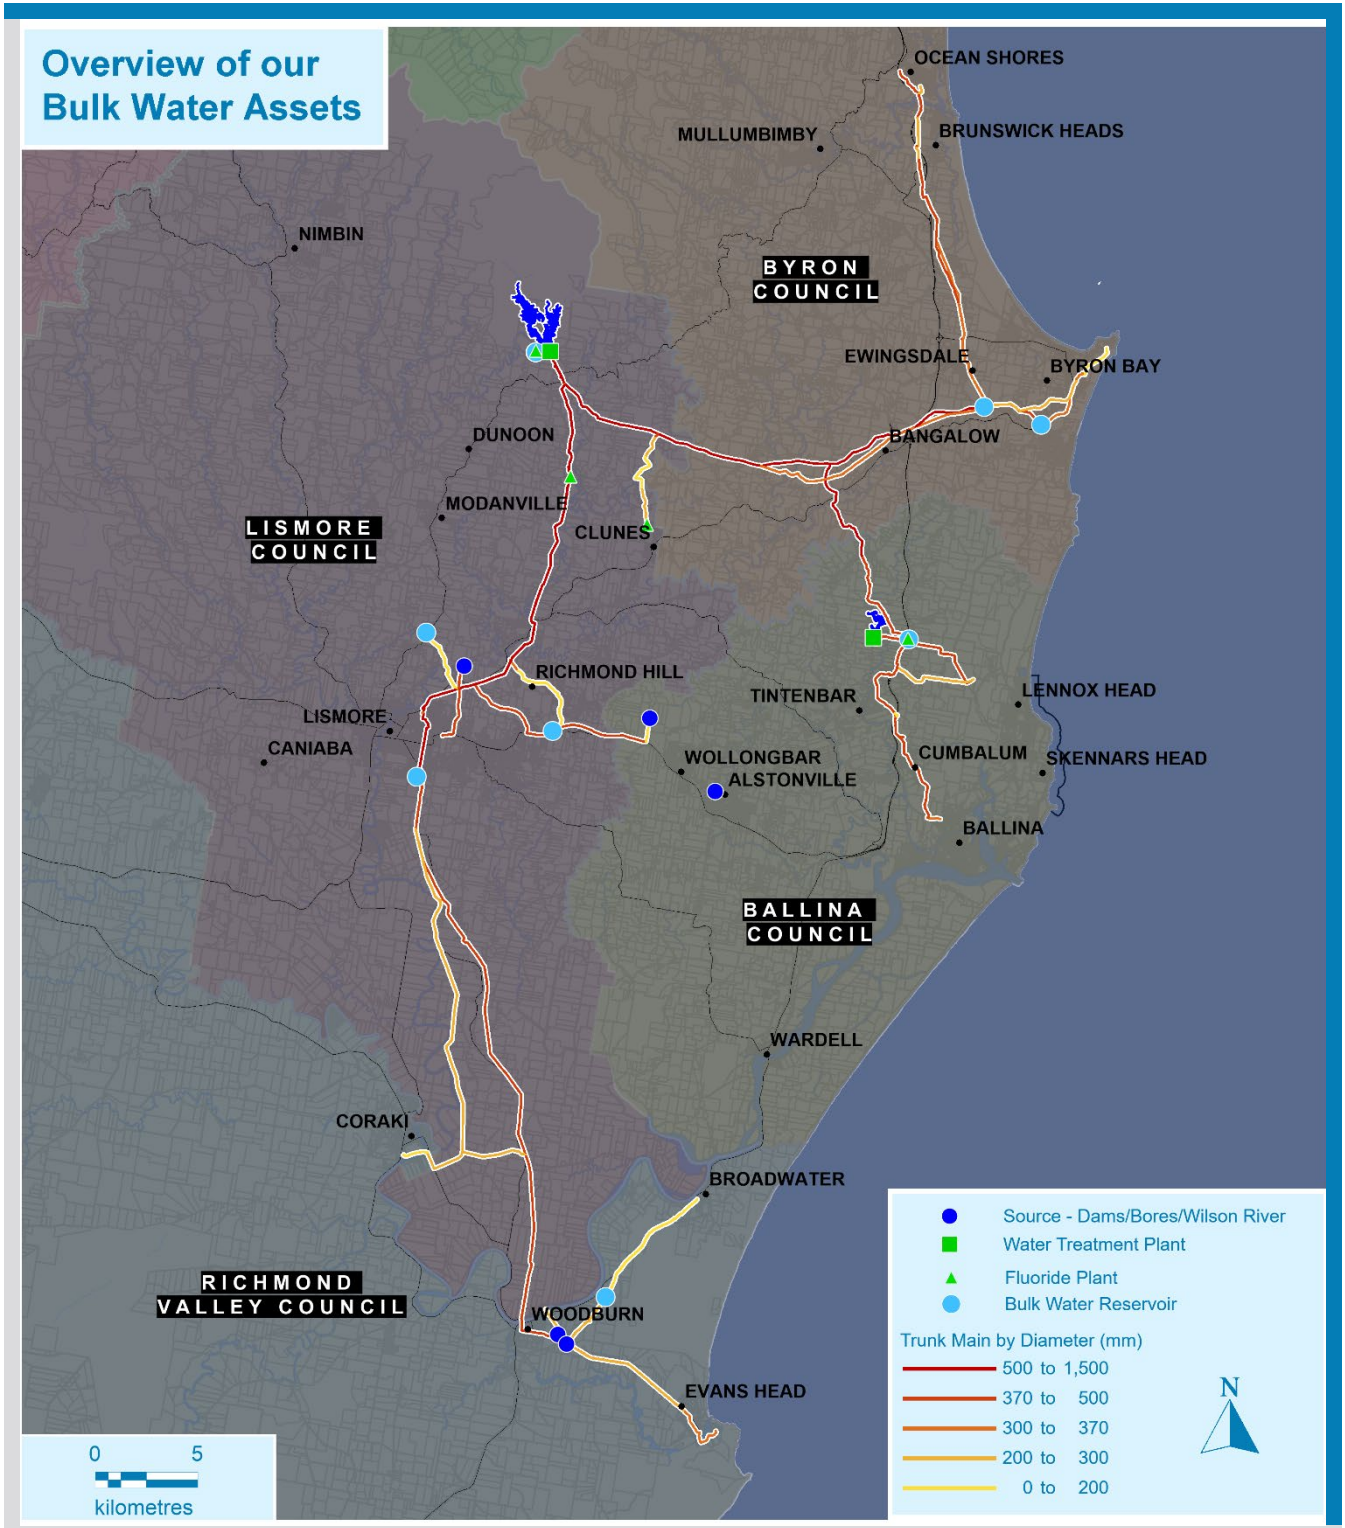 Overview of our
Bulk Water Assets
OCEAN SHORES
MULLUMBIMBY
BRUNSWICK HEADS
NIMBIN
BYRON
COUNCIL
EWINGSDALE
BYRON BAY
DUNOON
BANGALOW
MODANVILLE
LISMORE
COUNCIL
CLUNES
RICHMOND HILL
TINTENBAR
LENNOX HEAD
LISMORE
CANIABA
WOLLONGBAR
CUMBALUM
SKENNARS HEAD
ALSTONVILLE
BALLINA
BALLINA
COUNCIL
WARDELL
CORAKI
BROADWATER
RICHMOND
VALLEY COUNCIL
WOODBURN
EVANS HEAD
Source - Dams/Bores/Wilson River
Water Treatment Plant
Fluoride Plant
Bulk Water Reservoir
Trunk Main by Diameter (mm)
500 to 1,500
370 to 500
300 to 370
200 to 300
0 to 200
N
0 5
kilometres